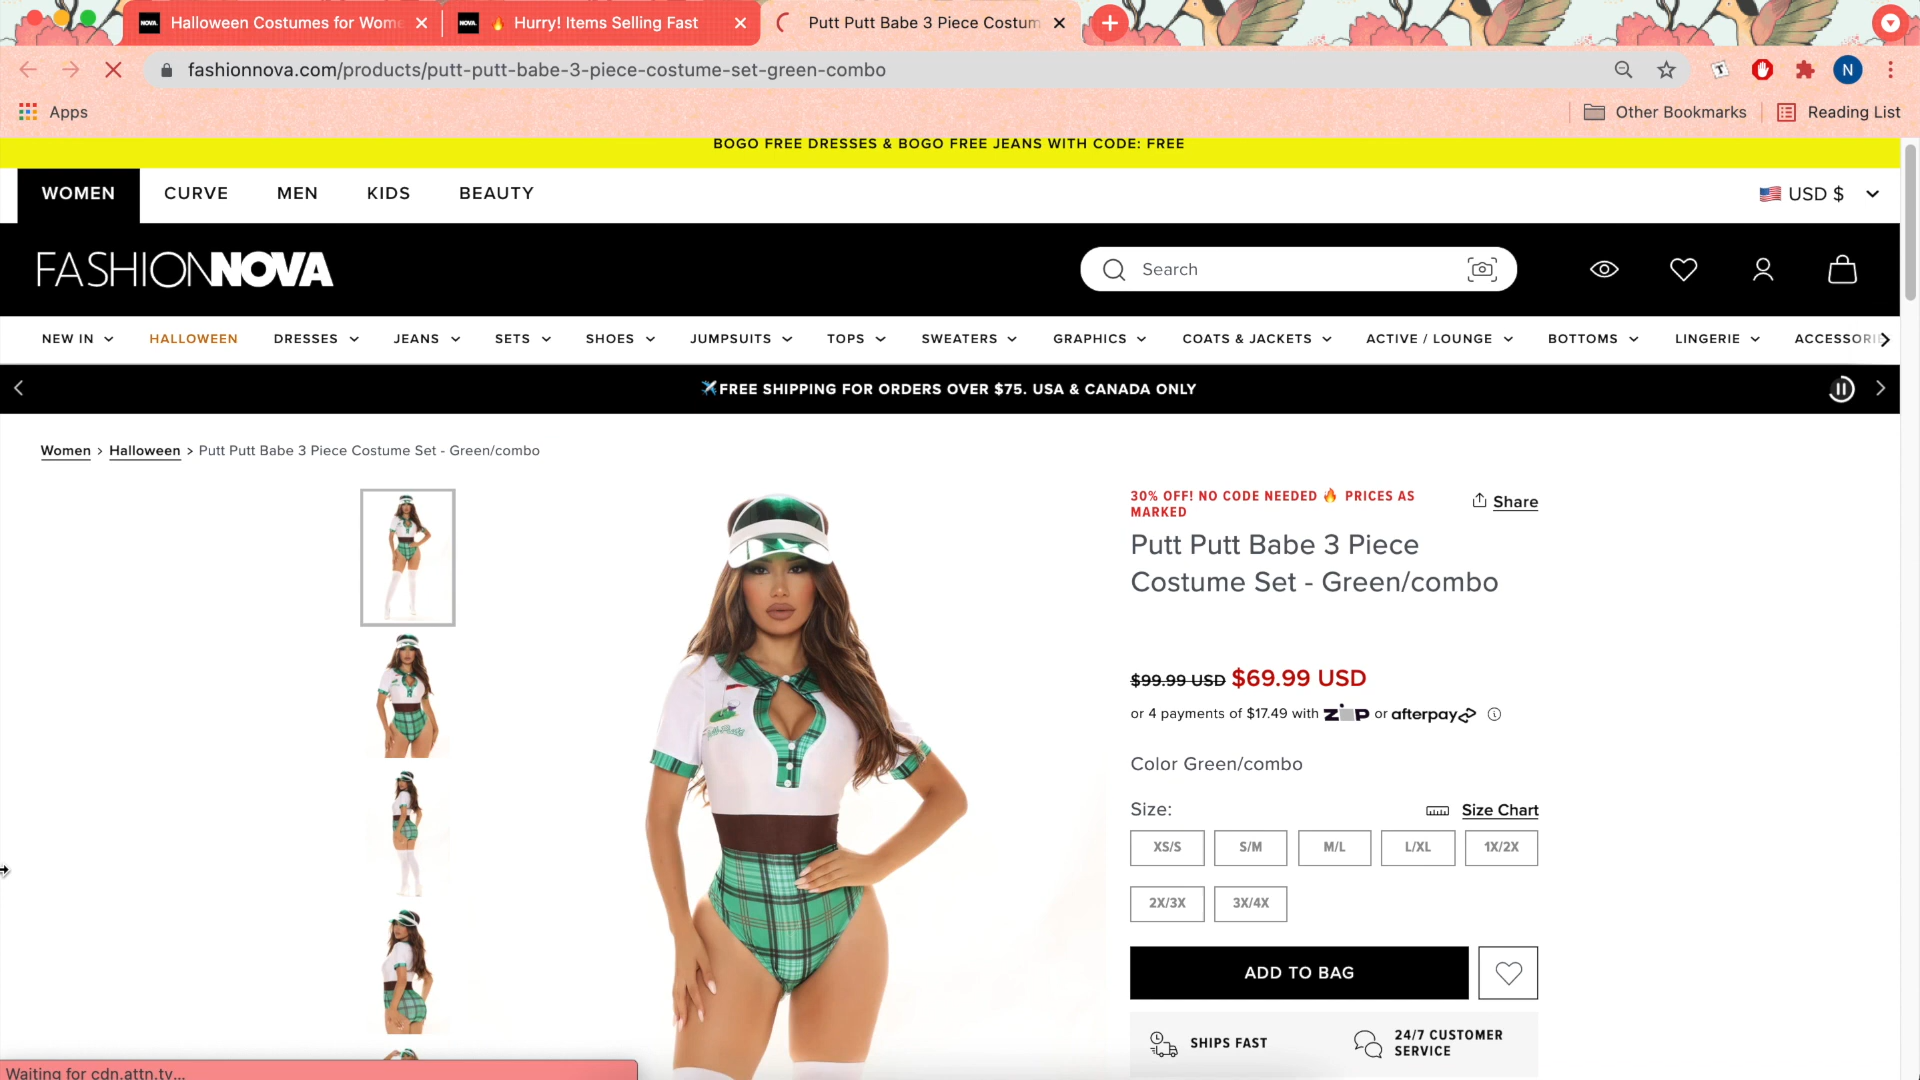 Halloween Costumes for Wome
🔥 Hurry! Items Selling Fast
Putt Putt Babe 3 Piece Costum
fashionnova.com/products/putt-putt-babe-3-piece-costume-set-green-combo
N
Apps
Other Bookmarks
Reading List
BOGO FREE DRESSES & BOGO FREE JEANS WITH CODE: FREE
WOMEN CURVE MEN KIDS BEAUTY
USD $
FASHIONNOVA
Search
NEW IN HALLOWEEN DRESSES JEANS SETS SHOES JUMPSUITS TOPS SWEATERS GRAPHICS COATS & JACKETS ACTIVE / LOUNGE BOTTOMS LINGERIE ACCESSORIE
✈️FREE SHIPPING FOR ORDERS OVER $75. USA & CANADA ONLY
Women > Halloween > Putt Putt Babe 3 Piece Costume Set - Green/combo
30% OFF! NO CODE NEEDED 🔥 PRICES AS
MARKED
Share
Putt Putt Babe 3 Piece
Costume Set - Green/combo
$99.99 USD $69.99 USD
or 4 payments of $17.49 with zip or afterpay
Color Green/combo
Size:
Size Chart
XS/S S/M M/L L/XL 1X/2X
2X/3X 3X/4X
ADD TO BAG
SHIPS FAST
24/7 CUSTOMER
SERVICE
Waiting for cdn.attn.tv...